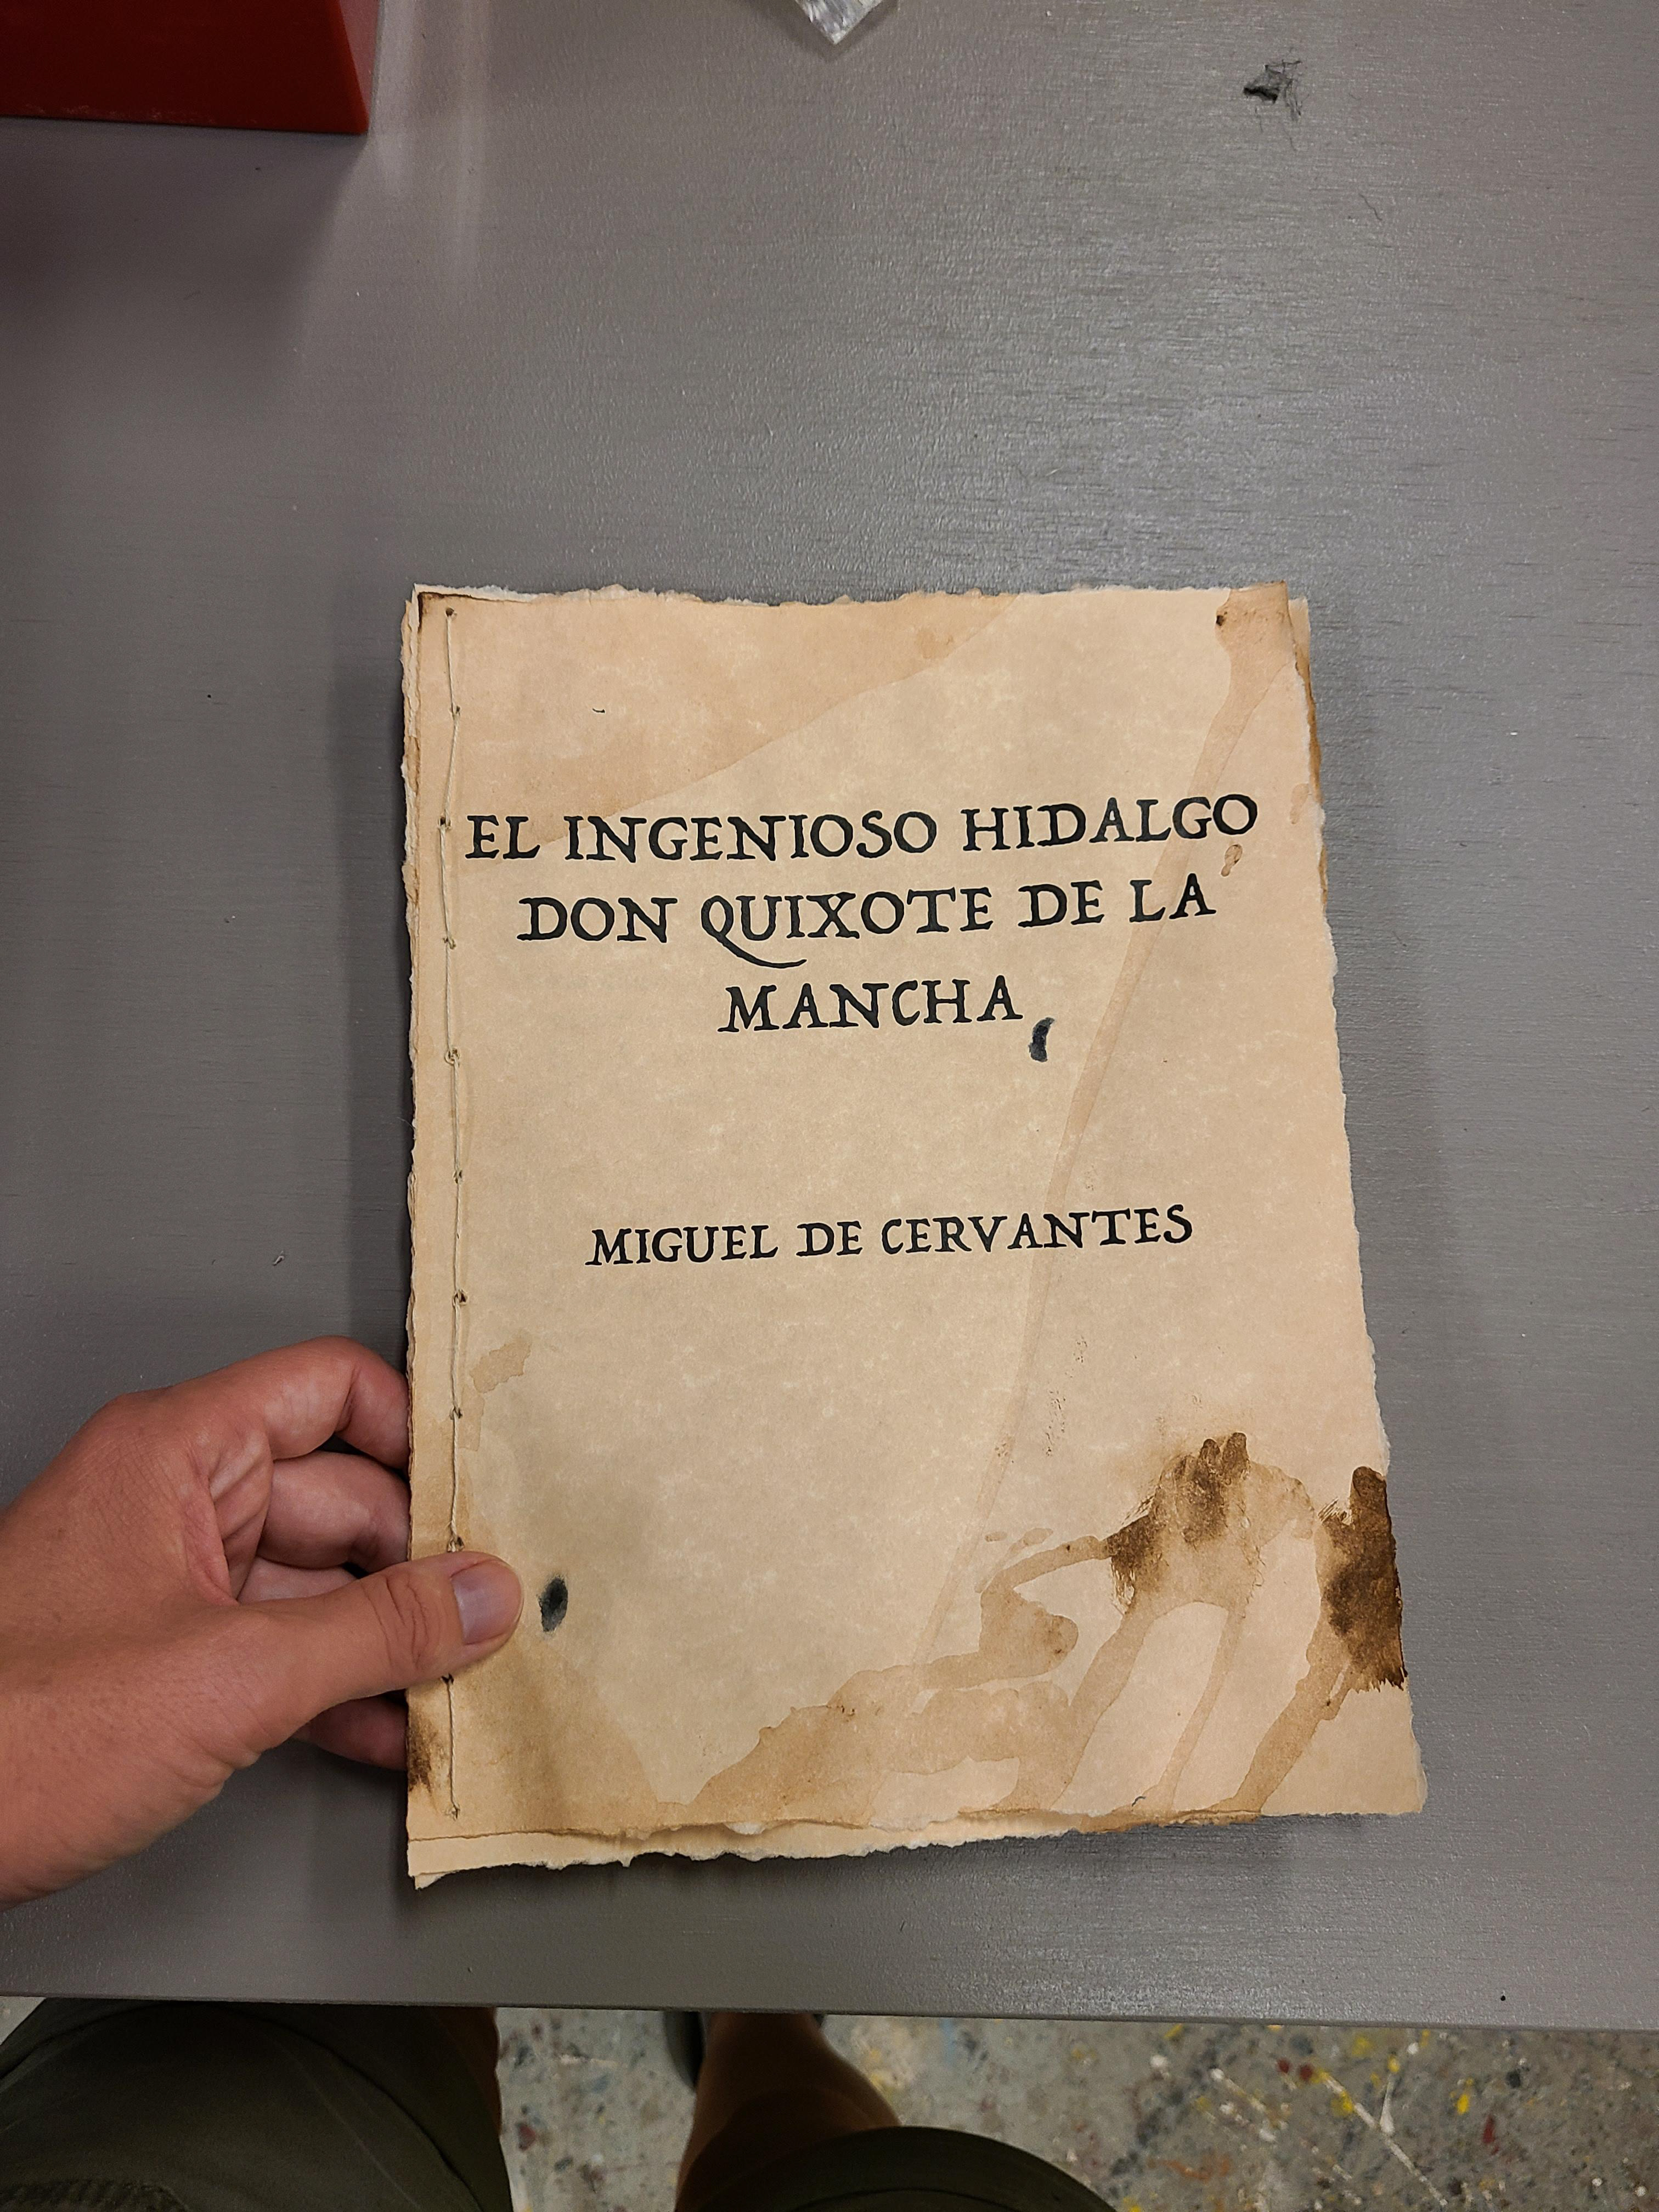 EL INGENIOSO HIDALGO
DON QUIXOTE DE LA
MANCHA
MIGUEL DE CERVANTES